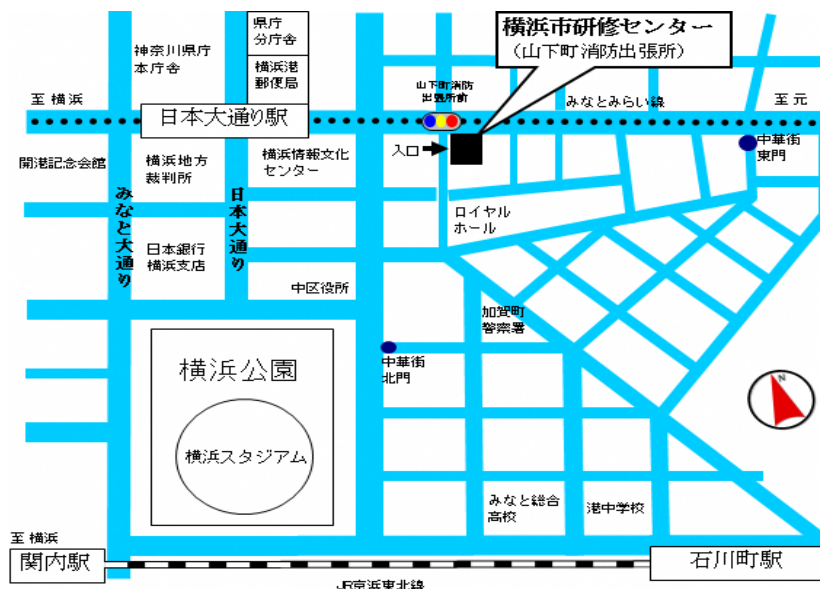 横浜市研修センター
（山下町消防出張所）
県庁
分庁舎
神奈川県庁
本庁舎
横浜港
郵便局
山下町消防
出張所前
至 横浜
みなとみらい線
至 元
日本大通り駅
入口
中華街
東門
開港記念会館
横浜地方
裁判所
横浜情報文化
センター
みなと大通り
日本大通り
ロイヤル
ホール
日本銀行
横浜支店
中区役所
加賀町
警察署
横浜公園
中華街
北門
N
横浜スタジアム
みなと総合
高校
港中学校
至 横浜
関内駅
石川町駅
JR京浜東北線